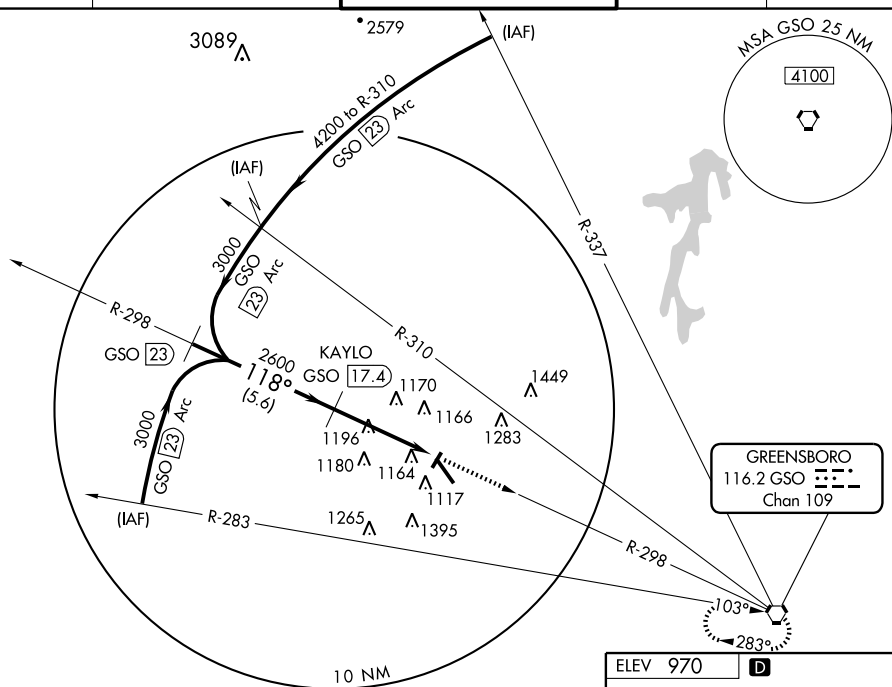 3089
2579
(IAF)
MSA GSO 25 NM
4100
4200 to R-310
GSO 23 Arc
(IAF)
R-337
3000
GSO
23 Arc
R-298
R-310
GSO 23
2600
118°
(5.6)
KAYLO
GSO 17.4
1170
1449
1166
1283
1196
3000
GSO 23 Arc
1180
1164
1117
GREENSBORO
116.2 GSO
Chan 109
(IAF)
R-283
1265
1395
R-298
103°
283°
10 NM
ELEV 970
D